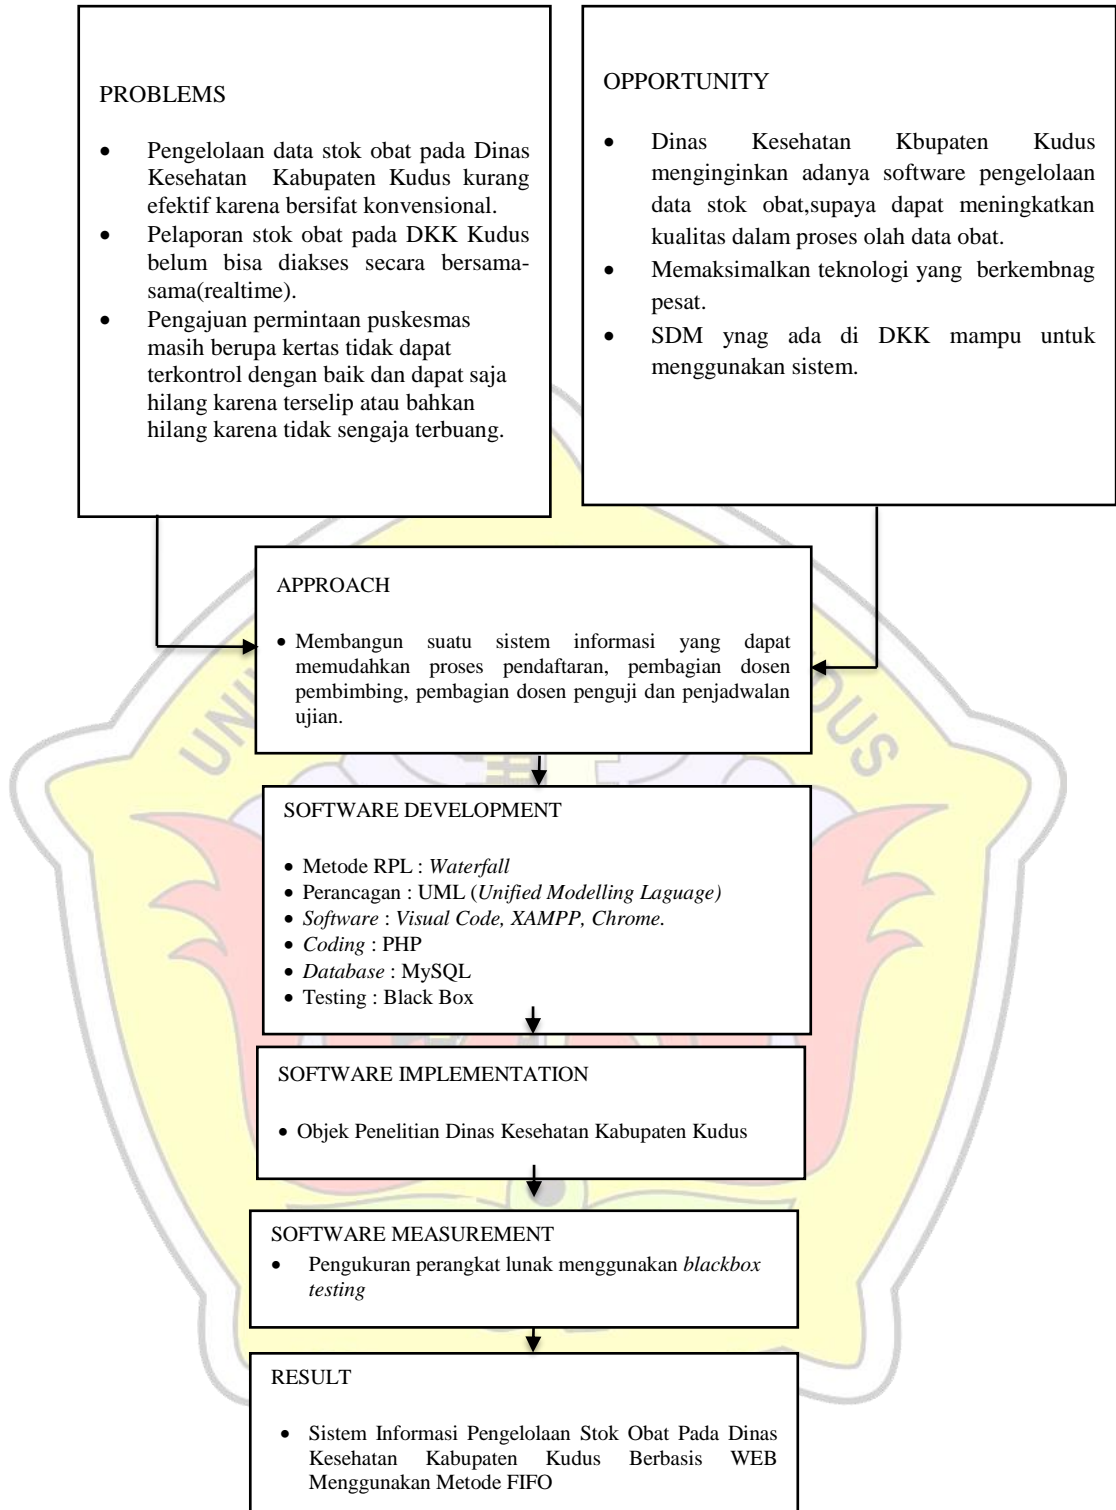 PROBLEMS
• Pengelolaan data stok obat pada Dinas
Kesehatan Kabupaten Kudus kurang
efektif karena bersifat konvensional.
• Pelaporan stok obat pada DKK Kudus
belum bisa diakses secara bersama-
sama(realtime).
• Pengajuan permintaan puskesmas
masih berupa kertas tidak dapat
terkontrol dengan baik dan dapat saja
hilang karena terselip atau bahkan
hilang karena tidak sengaja terbuang.
OPPORTUNITY
• Dinas Kesehatan Kbupaten Kudus
menginginkan adanya software pengelolaan
data stok obat,supaya dapat meningkatkan
kualitas dalam proses olah data obat.
• Memaksimalkan teknologi yang berkembnag
pesat.
• SDM ynag ada di DKK mampu untuk
menggunakan sistem.
APPROACH
• Membangun suatu sistem informasi yang dapat
memudahkan proses pendaftaran, pembagian dosen
pembimbing, pembagian dosen penguji dan penjadwalan
ujian.
SOFTWARE DEVELOPMENT
• Metode RPL : Waterfall
• Perancagan : UML (Unified Modelling Laguage)
• Software : Visual Code, XAMPP, Chrome.
• Coding : PHP
• Database : MySQL
• Testing : Black Box
SOFTWARE IMPLEMENTATION
• Objek Penelitian Dinas Kesehatan Kabupaten Kudus
SOFTWARE MEASUREMENT
• Pengukuran perangkat lunak menggunakan blackbox
testing
RESULT
• Sistem Informasi Pengelolaan Stok Obat Pada Dinas
Kesehatan Kabupaten Kudus Berbasis WEB
Menggunakan Metode FIFO